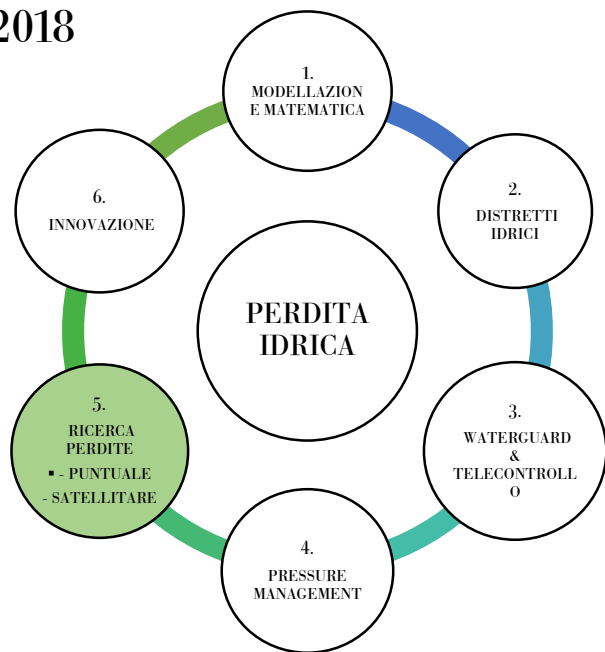 2018
1.
MODELLAZION
E MATEMATICA
2.
DISTRETTI
IDRICI
3.
WATERGUARD
&
TELECONTROLL
O
4.
PRESSURE
MANAGEMENT
5.
RICERCA
PERDITE
▪ - PUNTUALE
- SATELLITARE
6.
INNOVAZIONE
PERDITA
IDRICA